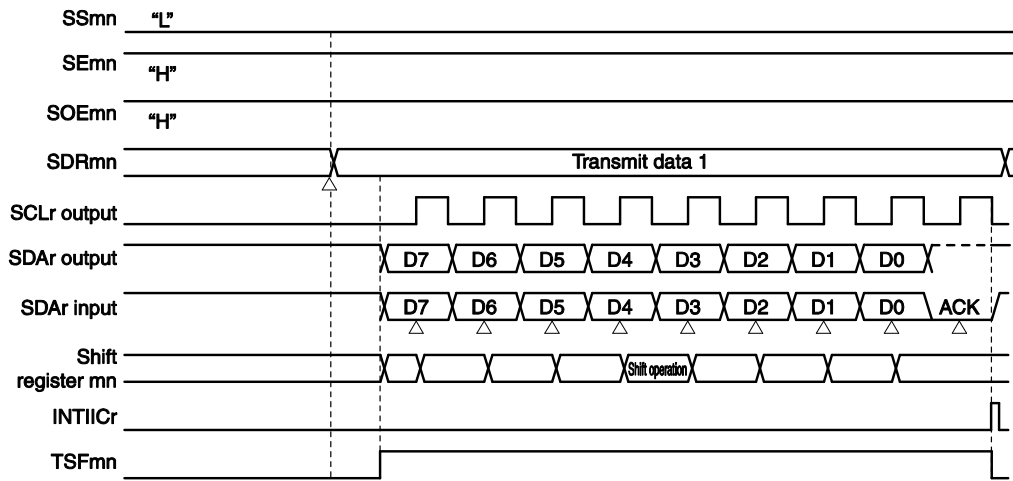 SSmn “L”
SEmn
“H”
SOEmn
“H”
SDRmn Transmit data 1
SCLr output
SDAr output D7 D6 D5 D4 D3 D2 D1 D0
SDAr input D7 D6 D5 D4 D3 D2 D1 D0 ACK
Shift
register mn Shift operation
INTIICr
TSFmn